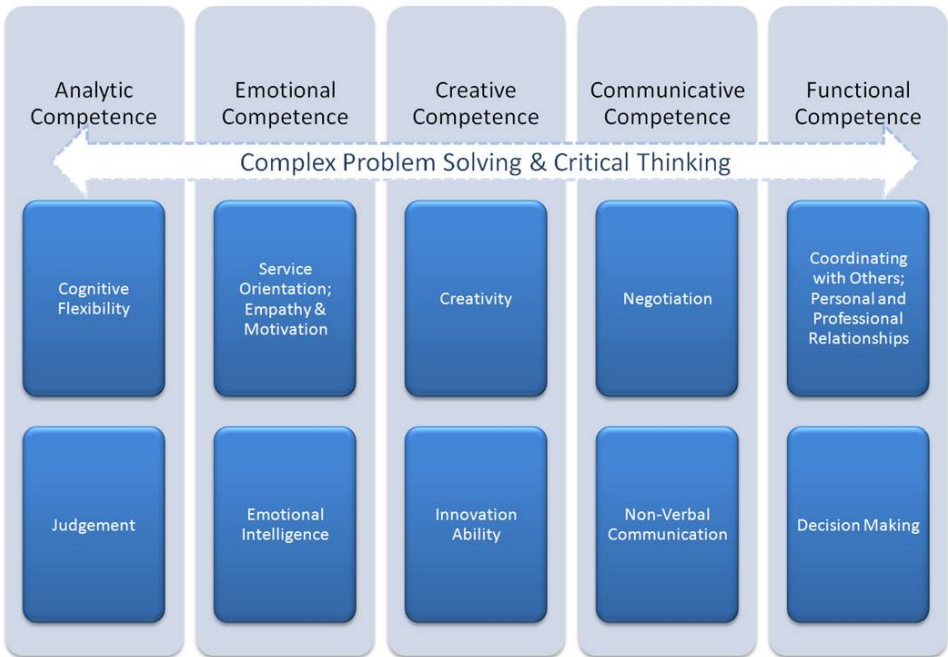 Analytic
Competence
Emotional
Competence
Creative
Competence
Communicative
Competence
Functional
Competence
Complex Problem Solving & Critical Thinking
Cognitive
Flexibility
Service
Orientation;
Empathy &
Motivation
Creativity
Negotiation
Coordinating
with Others;
Personal and
Professional
Relationships
Judgement
Emotional
Intelligence
Innovation
Ability
Non-Verbal
Communication
Decision Making